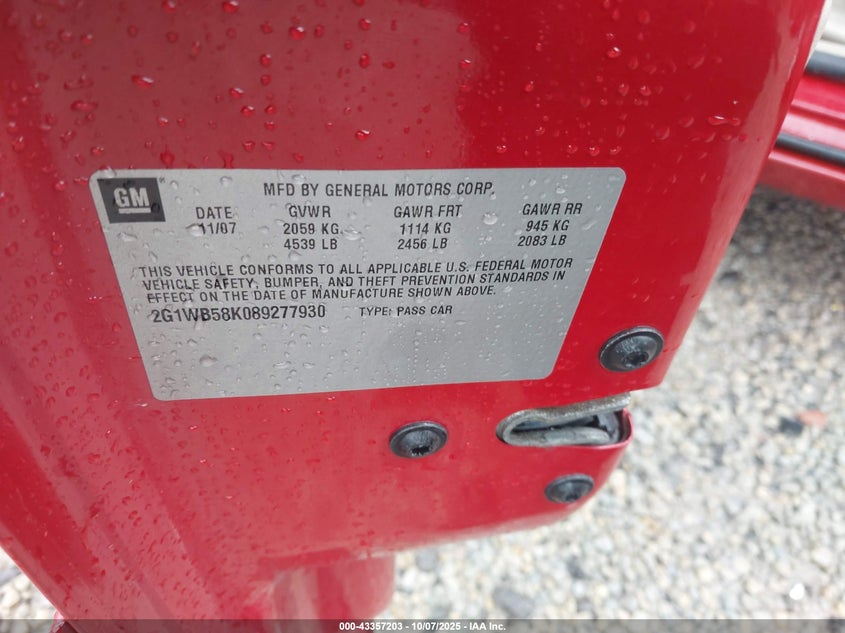 GM
MFD BY GENERAL MOTORS CORP.
DATE GVWR GAWR FRT GAWR RR
11/07 2059 KG 1114 KG 945 KG
4539 LB 2456 LB 2083 LB
THIS VEHICLE CONFORMS TO ALL APPLICABLE U.S. FEDERAL MOTOR
VEHICLE SAFETY, BUMPER, AND THEFT PREVENTION STANDARDS IN
EFFECT ON THE DATE OF MANUFACTURE SHOWN ABOVE.
2G1WB58K089277930 TYPE: PASS CAR
000-43357203 - 10/07/2025 - IAA Inc.